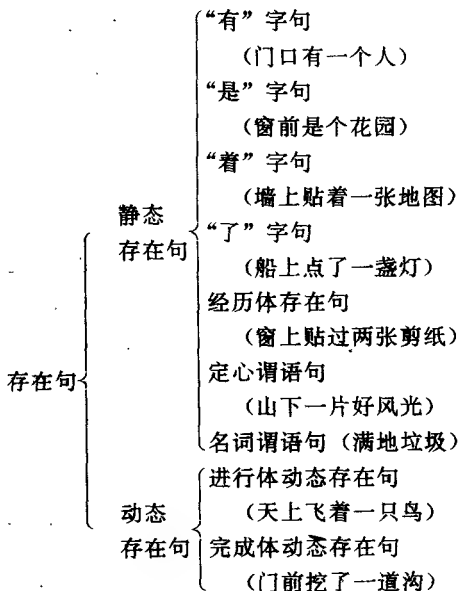 “有”字句
（门口有一个人）
“是”字句
（窗前是个花园）
“着”字句
（墙上贴着一张地图）
静态
存在句
“了”字句
（船上点了一盏灯）
经历体存在句
（窗上贴过两张剪纸）
存在句
定心谓语句
（山下一片好风光）
名词谓语句（满地垃圾）
进行体动态存在句
动态
（天上飞着一只鸟）
存在句
完成体动态存在句
（门前挖了一道沟）